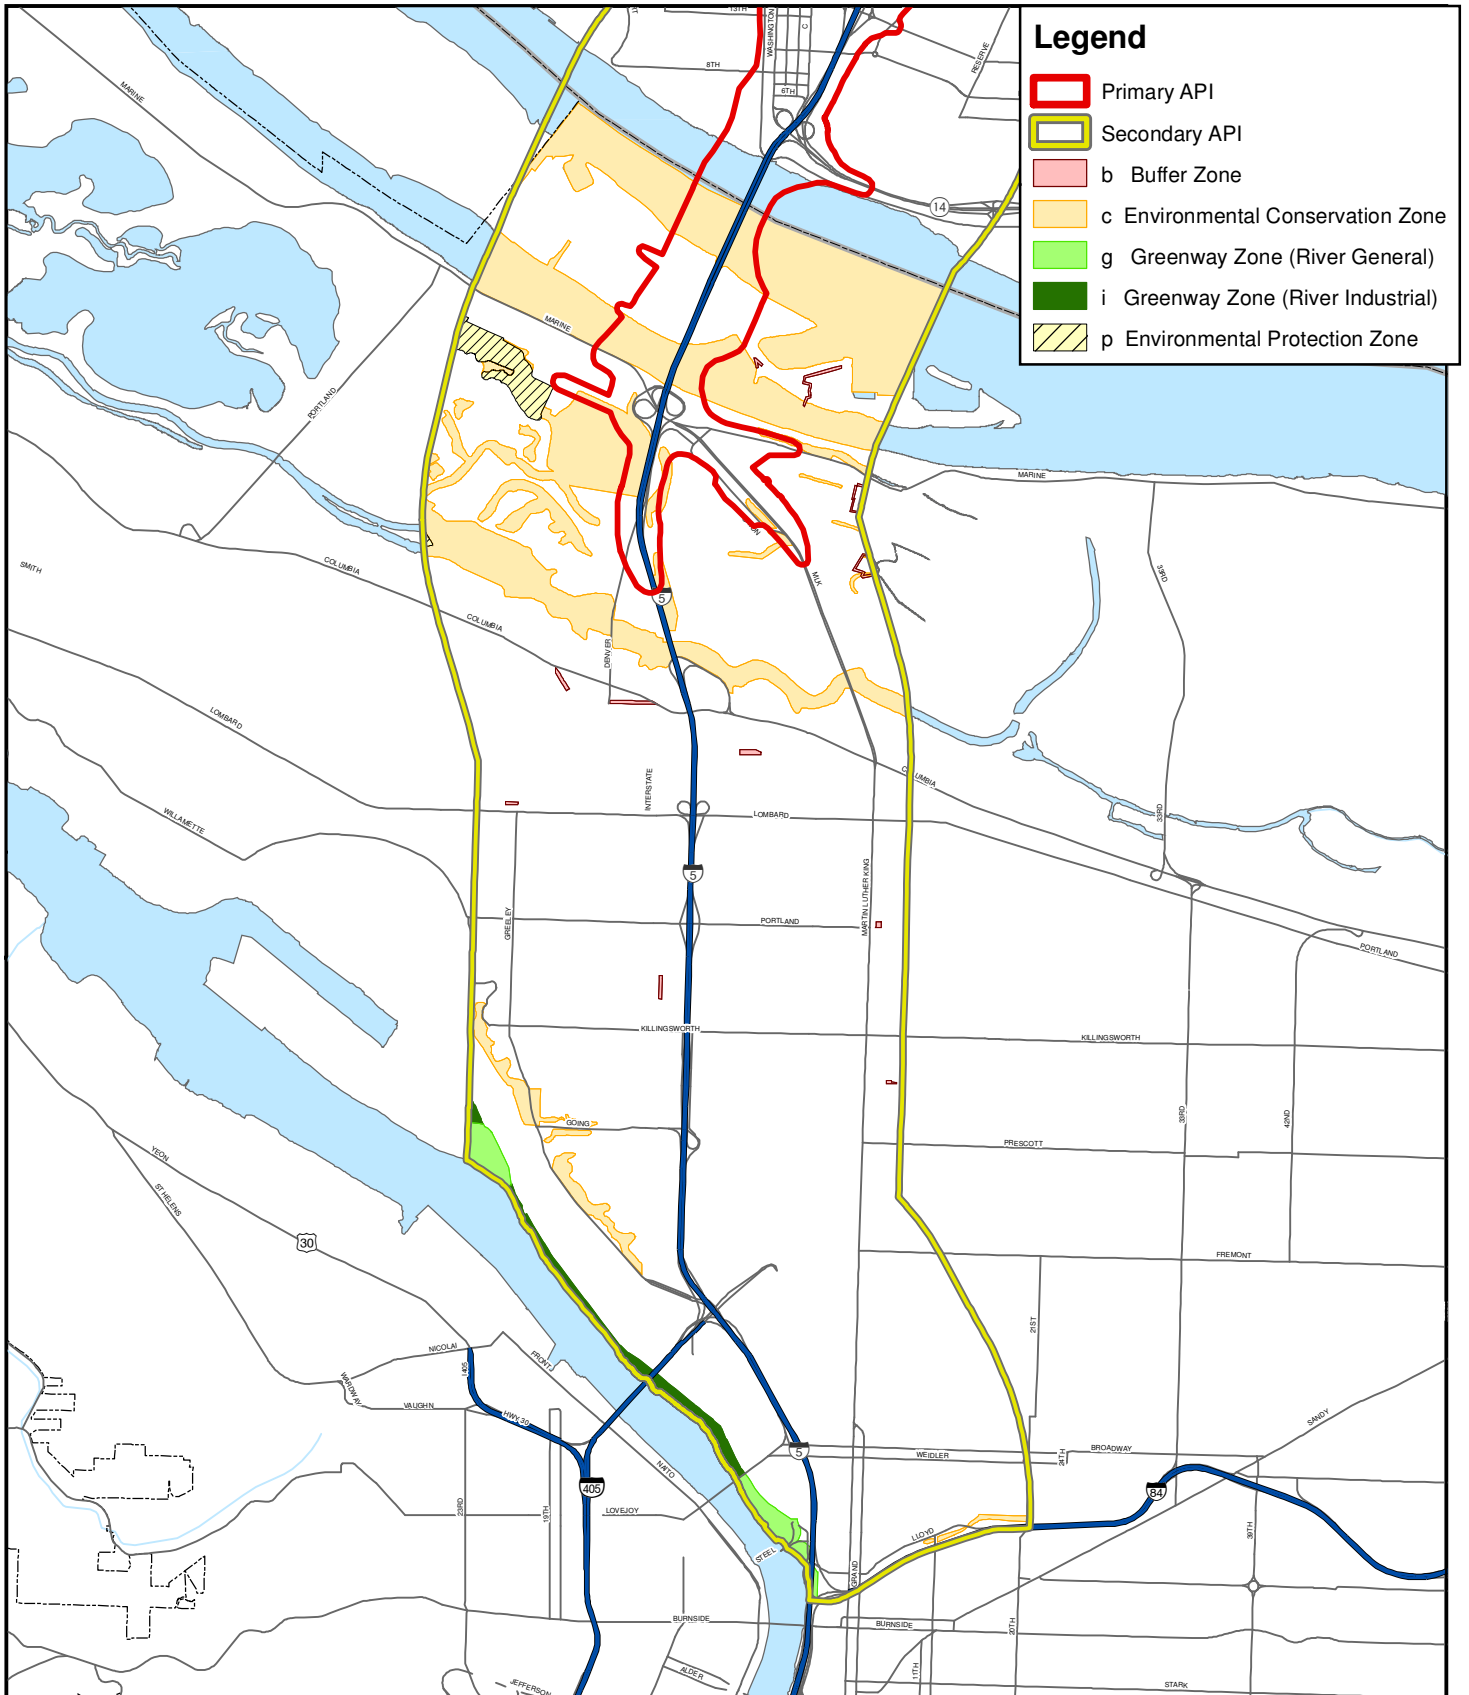 Legend
Primary API
Secondary API
b Buffer Zone
c Environmental Conservation Zone
g Greenway Zone (River General)
i Greenway Zone (River Industrial)
p Environmental Protection Zone
13TH
WASHINGTON
C
8TH
6TH
RESERVE
14
MARINE
MARINE
PORTLAND
MARINE
SMITH
COLUMBIA
COLUMBIA
DENVER
5
MLK
33RD
LOMBARD
INTERSTATE
COLUMBIA
WILLAMETTE
LOMBARD
33RD
5
MARTIN LUTHER KING
GREELEY
PORTLAND
PORTLAND
KILLINGSWORTH
KILLINGSWORTH
GOING
33RD
42ND
PRESCOTT
YEON
ST HELENS
30
FREMONT
21ST
NICOLAI
FRONT
I405
WARDWAY
VAUGHN
HWY 30
SANDY
5
WEIDLER
24TH
BROADWAY
NAITO
405
84
23RD
19TH
LOVEJOY
LLOYD
39TH
STEEL
GRAND
BURNSIDE
BURNSIDE
20TH
ALDER
11TH
JEFFERSON
STARK